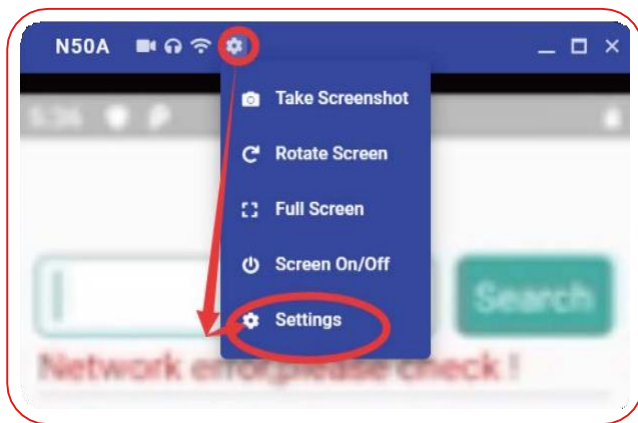 N50A
Take Screenshot
Rotate Screen
Full Screen
Screen On/Off
Search
Settings
Network error,please check !